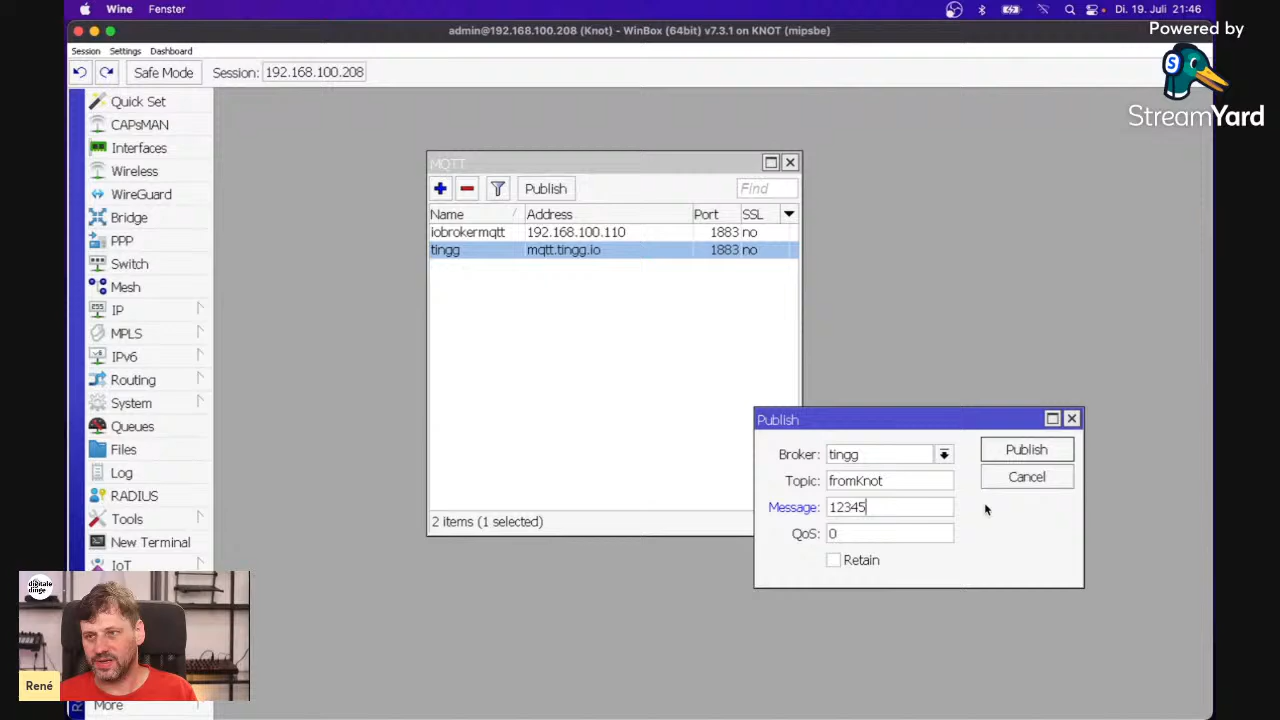 Wine Fenster Di. 19. Juli 21:46
admin@192.168.100.208 (Knot) - WinBox (64bit) v7.3.1 on KNOT (mipsbe)
Powered by
S
StreamYard
Session Settings Dashboard
Safe Mode Session: 192.168.100.208
Quick Set
CAPsMAN
Interfaces
Wireless
WireGuard
Bridge
PPP
Switch
Mesh
IP
MPLS
IPv6
Routing
System
Queues
Files
Log
RADIUS
Tools
New Terminal
IoT
More
MQTT
Publish Find
Name Address Port SSL
iobrokermqtt 192.168.100.110 1883 no
tingg mqtt.tingg.io 1883 no
2 items (1 selected)
Publish
Broker: tingg Publish
Topic: fromKnot Cancel
Message: 12345
QoS: 0
Retain
digitale
dinge
René